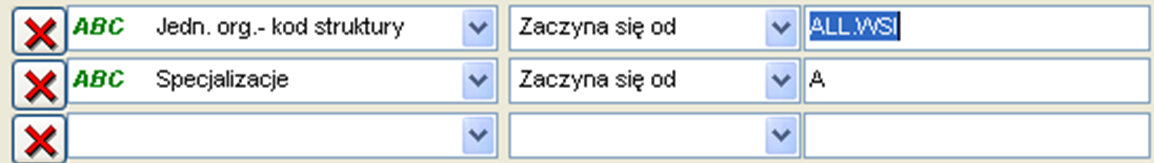 ABC Jedn. org.- kod struktury Zaczyna się od ALL.WSI
ABC Specjalizacje Zaczyna się od A